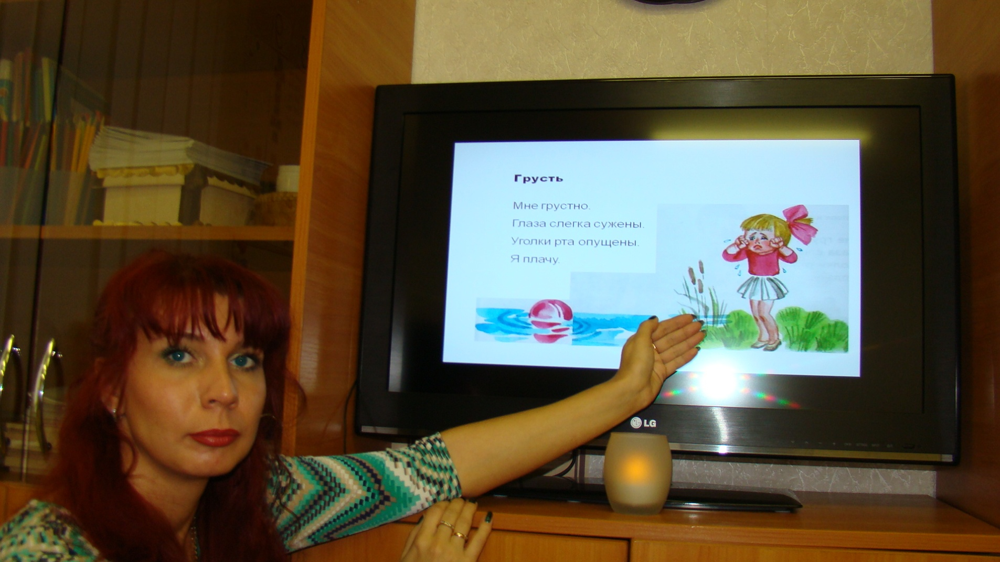 Грусть
Мне грустно.
Глаза слегка сужены.
Уголки рта опущены.
Я плачу.
LG